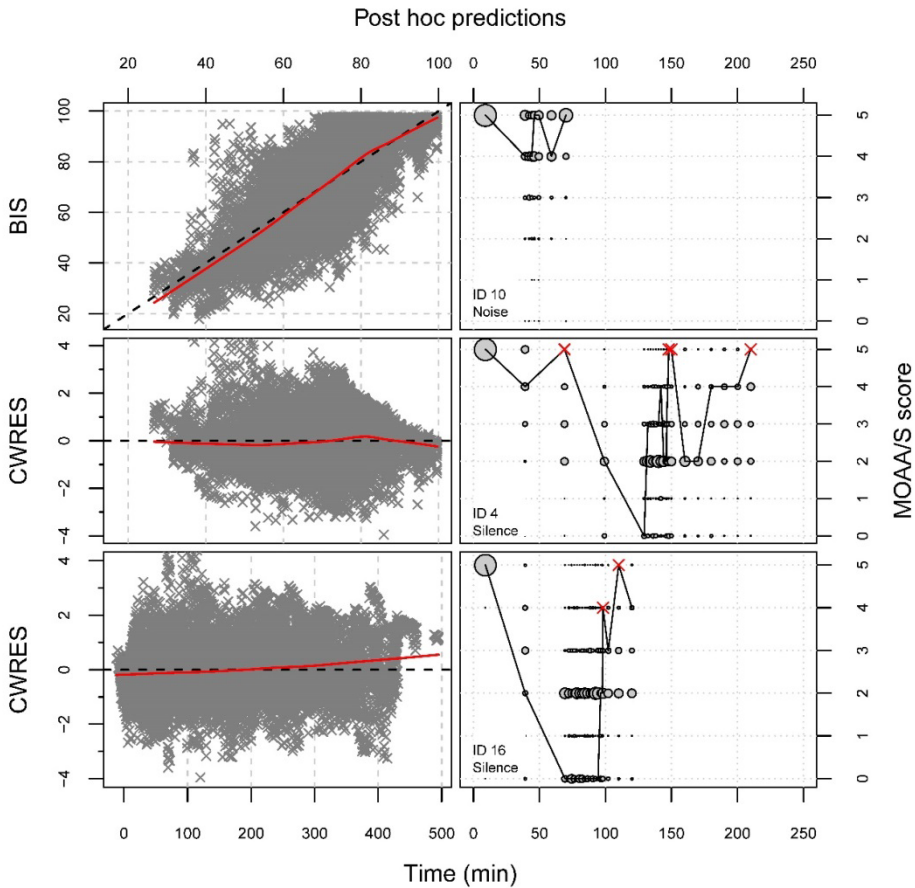 Post hoc predictions
20 40 60 80 100
0 50 100 150 200 250
BIS
100
80
60
40
20
5
4
3
2
1
0
ID 10
Noise
CWRES
4
2
0
-2
-4
5
4
3
2
1
0
ID 4
Silence
MOAA/S score
CWRES
4
2
0
-2
-4
5
4
3
2
1
0
ID 16
Silence
0 100 200 300 400 500
0 50 100 150 200 250
Time (min)